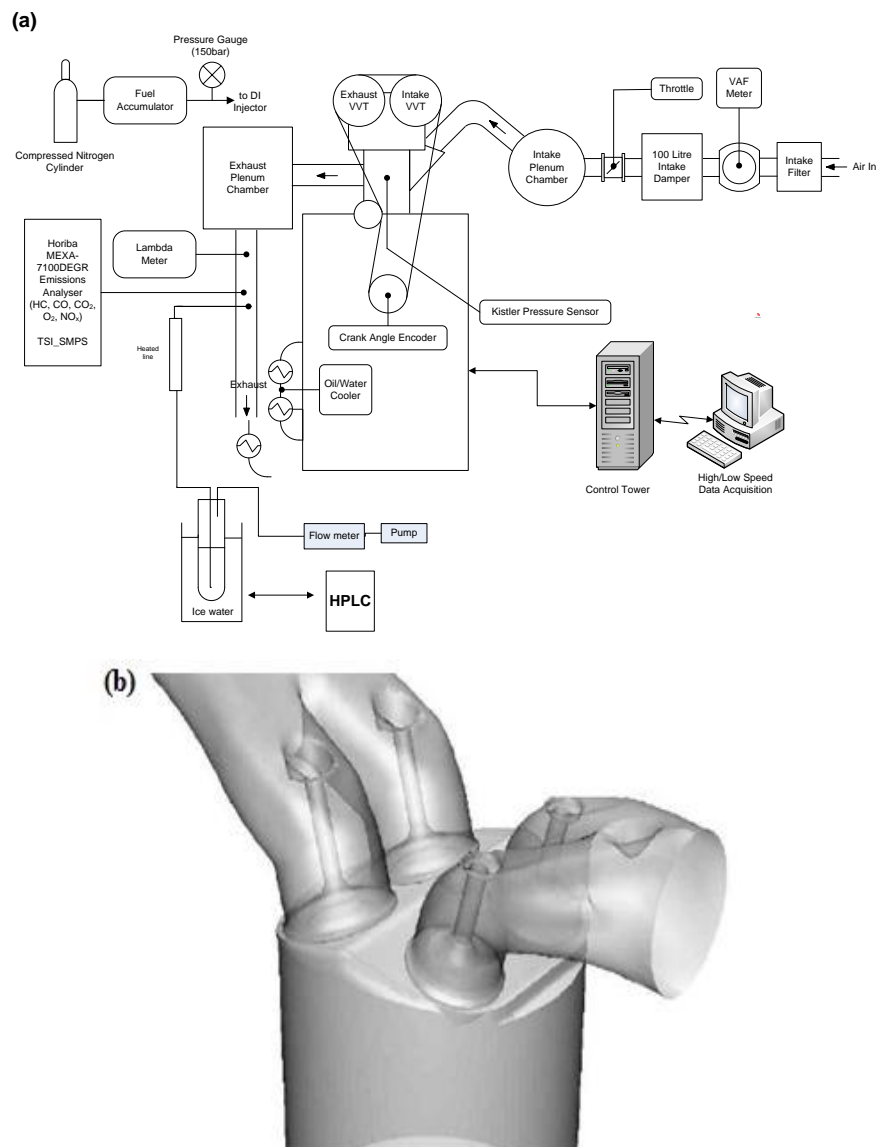 (a)
Pressure Gauge
(150bar)
Fuel
Accumulator
to DI
Injector
Compressed Nitrogen
Cylinder
Exhaust
VVT
Intake
VVT
Throttle
VAF
Meter
Exhaust
Plenum
Chamber
Intake
Plenum
Chamber
100 Litre
Intake
Damper
Intake
Filter
Air In
Horiba
MEXA-
7100DEGR
Emissions
Analyser
(HC, CO, CO₂,
O₂, NOₓ)
TSI_SMPS
Lambda
Meter
Kistler Pressure Sensor
Crank Angle Encoder
Heated
line
Exhaust
Oil/Water
Cooler
Control Tower
High/Low Speed
Data Acquisition
Flow meter
Pump
Ice water
HPLC
(b)